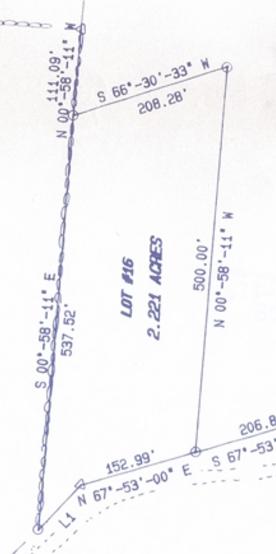 111.09'
N 00°-58'-11" W
S 66°-30'-33" W
208.28'
LOT #16
2.221 ACRES
500.00'
N 00°-58'-11" W
S 00°-58'-11" E
537.52'
152.99'
N 67°-53'-00" E
L1
206.8
S 67°-53'